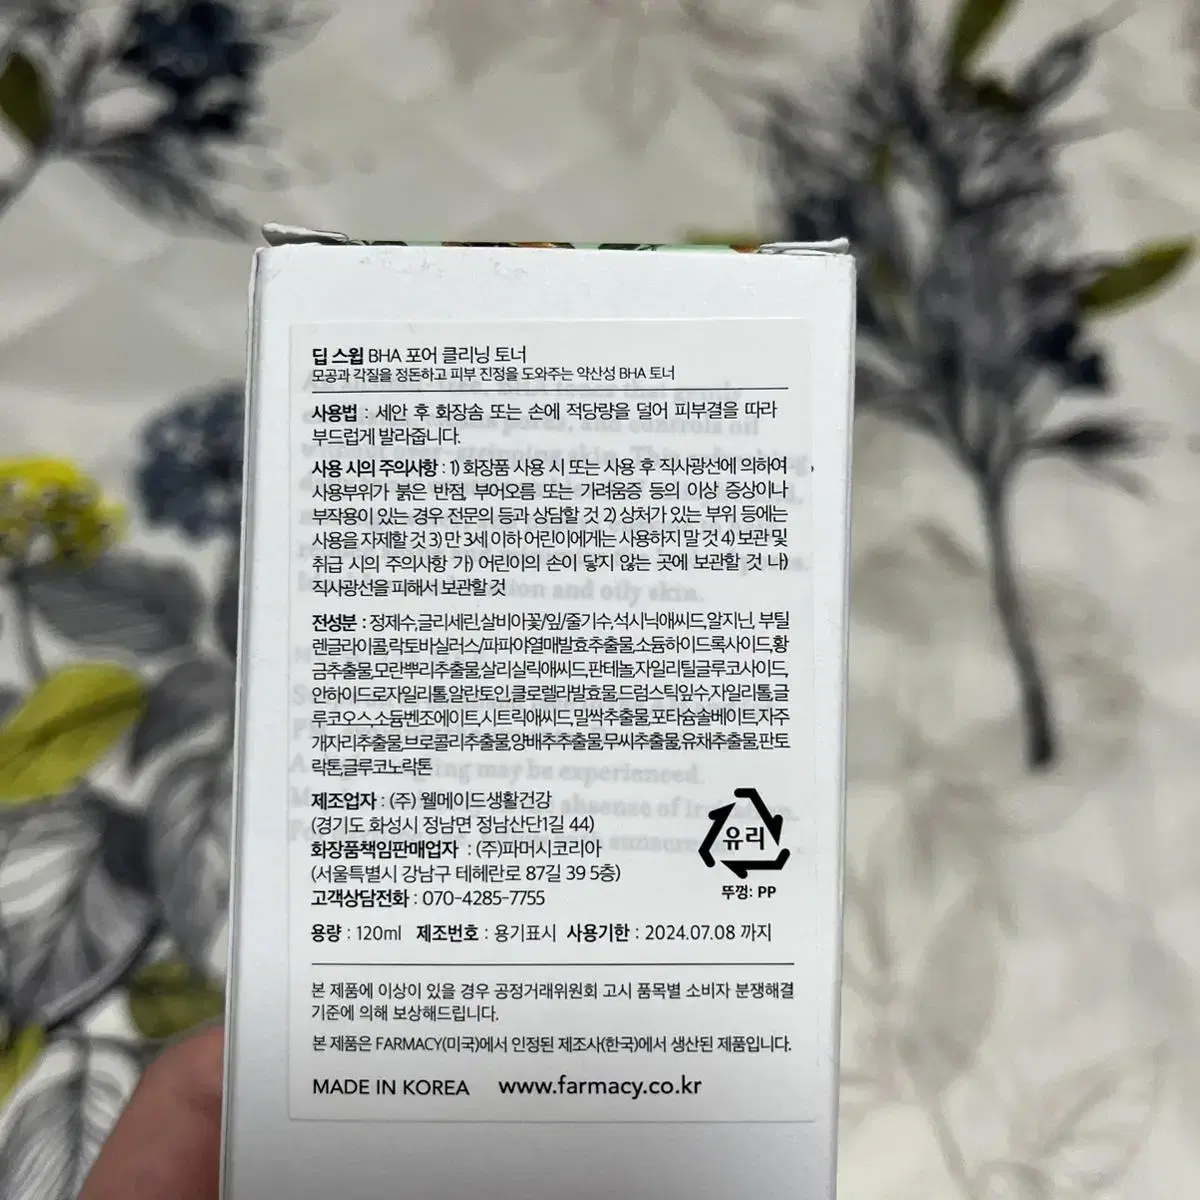 딥 스윕 BHA 포어 클리닝 토너
모공과 각질을 정돈하고 피부 진정을 도와주는 약산성 BHA 토너
사용법 : 세안 후 화장솜 또는 손에 적당량을 덜어 피부결을 따라
부드럽게 발라줍니다.
사용 시의 주의사항 : 1) 화장품 사용 시 또는 사용 후 직사광선에 의하여
사용부위가 붉은 반점, 부어오름 또는 가려움증 등의 이상 증상이나
부작용이 있는 경우 전문의 등과 상담할 것 2) 상처가 있는 부위 등에는
사용을 자제할 것 3) 만 3세 이하 어린이에게는 사용하지 말 것 4) 보관 및
취급 시의 주의사항 가) 어린이의 손이 닿지 않는 곳에 보관할 것 나)
직사광선을 피해서 보관할 것
전성분 : 정제수,글리세린,살비아꽃/잎/줄기수,석시닉애씨드,알지닌, 부틸
렌글라이콜,락토바실러스/파파야열매발효추출물,소듐하이드록사이드,황
금추출물,모란뿌리추출물,살리실릭애씨드,판테놀,자일리틸글루코사이드,
안하이드로자일리톨,알란토인,클로렐라발효물,드럼스틱잎수,자일리톨,글
루코오스,소듐벤조에이트,시트릭애씨드,밀싹추출물,포타슘솔베이트,자주
개자리추출물,브로콜리추출물,양배추추출물,무씨추출물,유채추출물,판토
락톤,글루코노락톤
제조업자 : (주) 웰메이드생활건강
(경기도 화성시 정남면 정남산단1길 44)
화장품책임판매업자 : (주)파머시코리아
(서울특별시 강남구 테헤란로 87길 39 5층)
고객상담전화 : 070-4285-7755
유리
뚜껑: PP
용량 : 120ml 제조번호 : 용기표시 사용기한 : 2024.07.08 까지
본 제품에 이상이 있을 경우 공정거래위원회 고시 품목별 소비자 분쟁해결
기준에 의해 보상해드립니다.
본 제품은 FARMACY(미국)에서 인정된 제조사(한국)에서 생산된 제품입니다.
MADE IN KOREA www.farmacy.co.kr